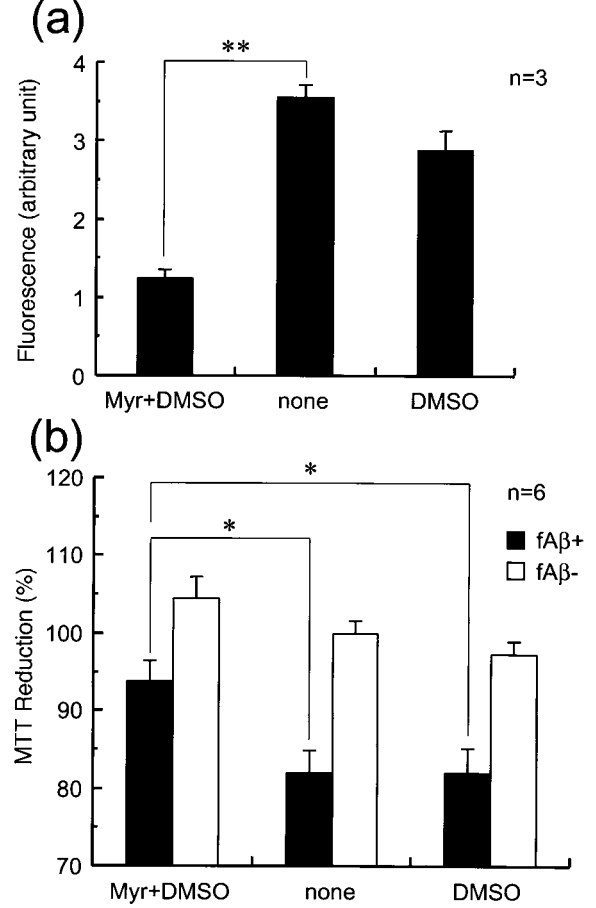 (a)
**
n=3
Fluorescence (arbitrary unit)
4
3
2
1
0
Myr+DMSO none DMSO
(b)
*
*
n=6
fAβ+
fAβ-
MTT Reduction (%)
120
110
100
90
80
70
Myr+DMSO none DMSO